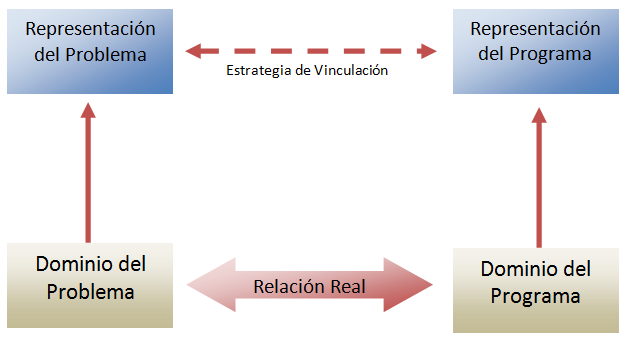 Representación
del Problema
Representación
del Programa
Estrategia de Vinculación
Dominio del
Problema
Relación Real
Dominio del
Programa